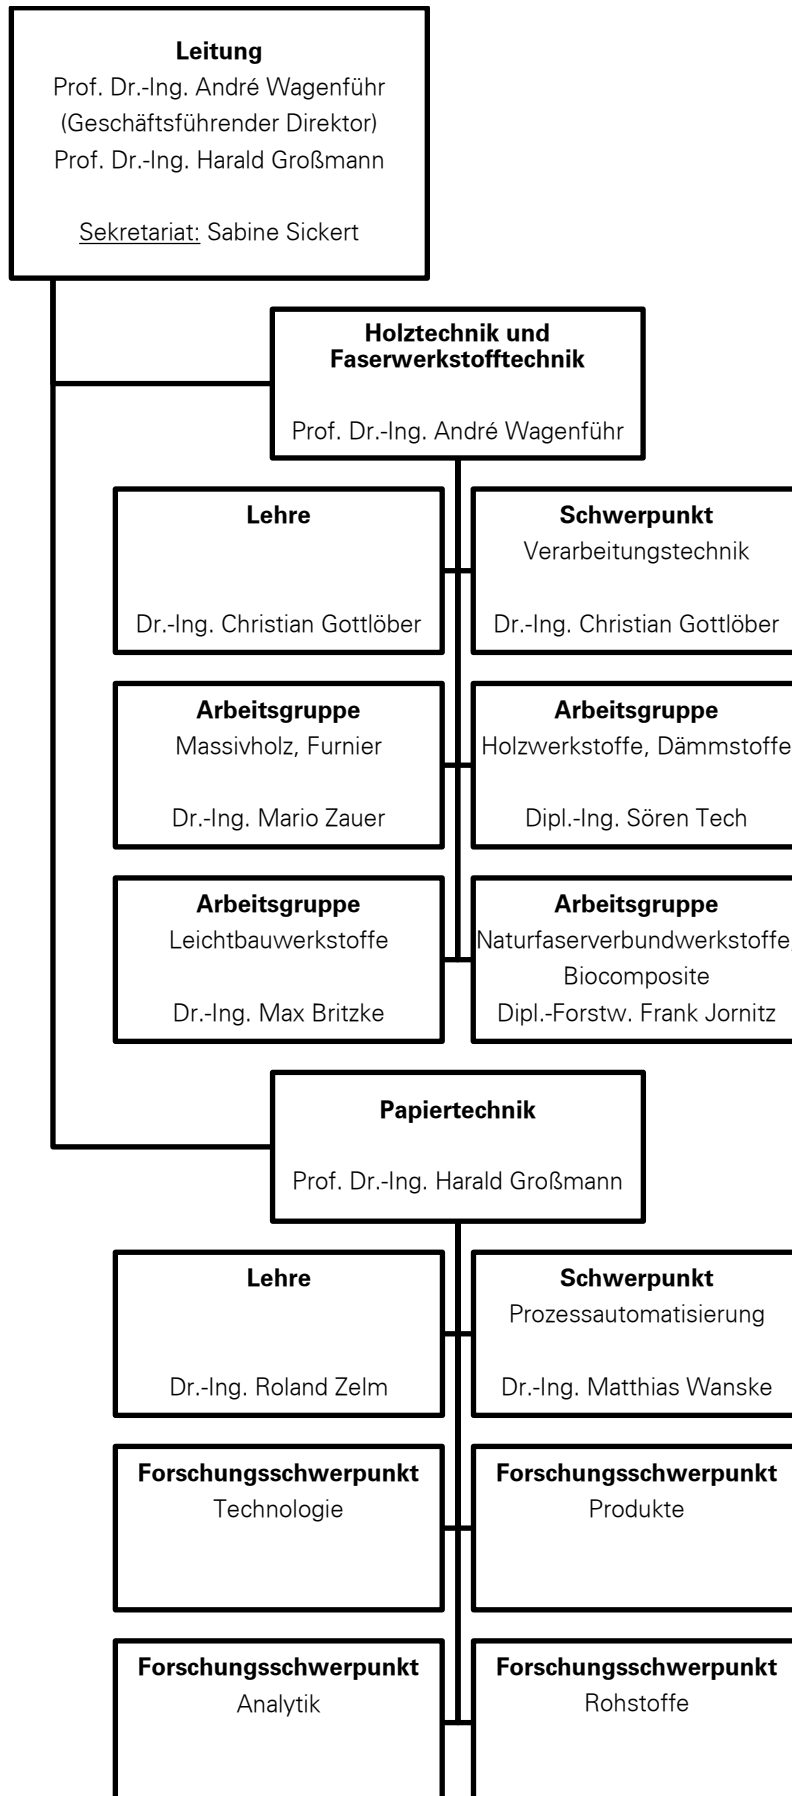 Leitung
Prof. Dr.-Ing. André Wagenführ
(Geschäftsführender Direktor)
Prof. Dr.-Ing. Harald Großmann
Sekretariat: Sabine Sickert
Holztechnik und
Faserwerkstofftechnik
Prof. Dr.-Ing. André Wagenführ
Lehre
Dr.-Ing. Christian Gottlöber
Schwerpunkt
Verarbeitungstechnik
Dr.-Ing. Christian Gottlöber
Arbeitsgruppe
Massivholz, Furnier
Dr.-Ing. Mario Zauer
Arbeitsgruppe
Holzwerkstoffe, Dämmstoffe
Dipl.-Ing. Sören Tech
Arbeitsgruppe
Leichtbauwerkstoffe
Dr.-Ing. Max Britzke
Arbeitsgruppe
Naturfaserverbundwerkstoffe,
Biocomposite
Dipl.-Forstw. Frank Jornitz
Papiertechnik
Prof. Dr.-Ing. Harald Großmann
Lehre
Dr.-Ing. Roland Zelm
Schwerpunkt
Prozessautomatisierung
Dr.-Ing. Matthias Wanske
Forschungsschwerpunkt
Technologie
Forschungsschwerpunkt
Produkte
Forschungsschwerpunkt
Analytik
Forschungsschwerpunkt
Rohstoffe